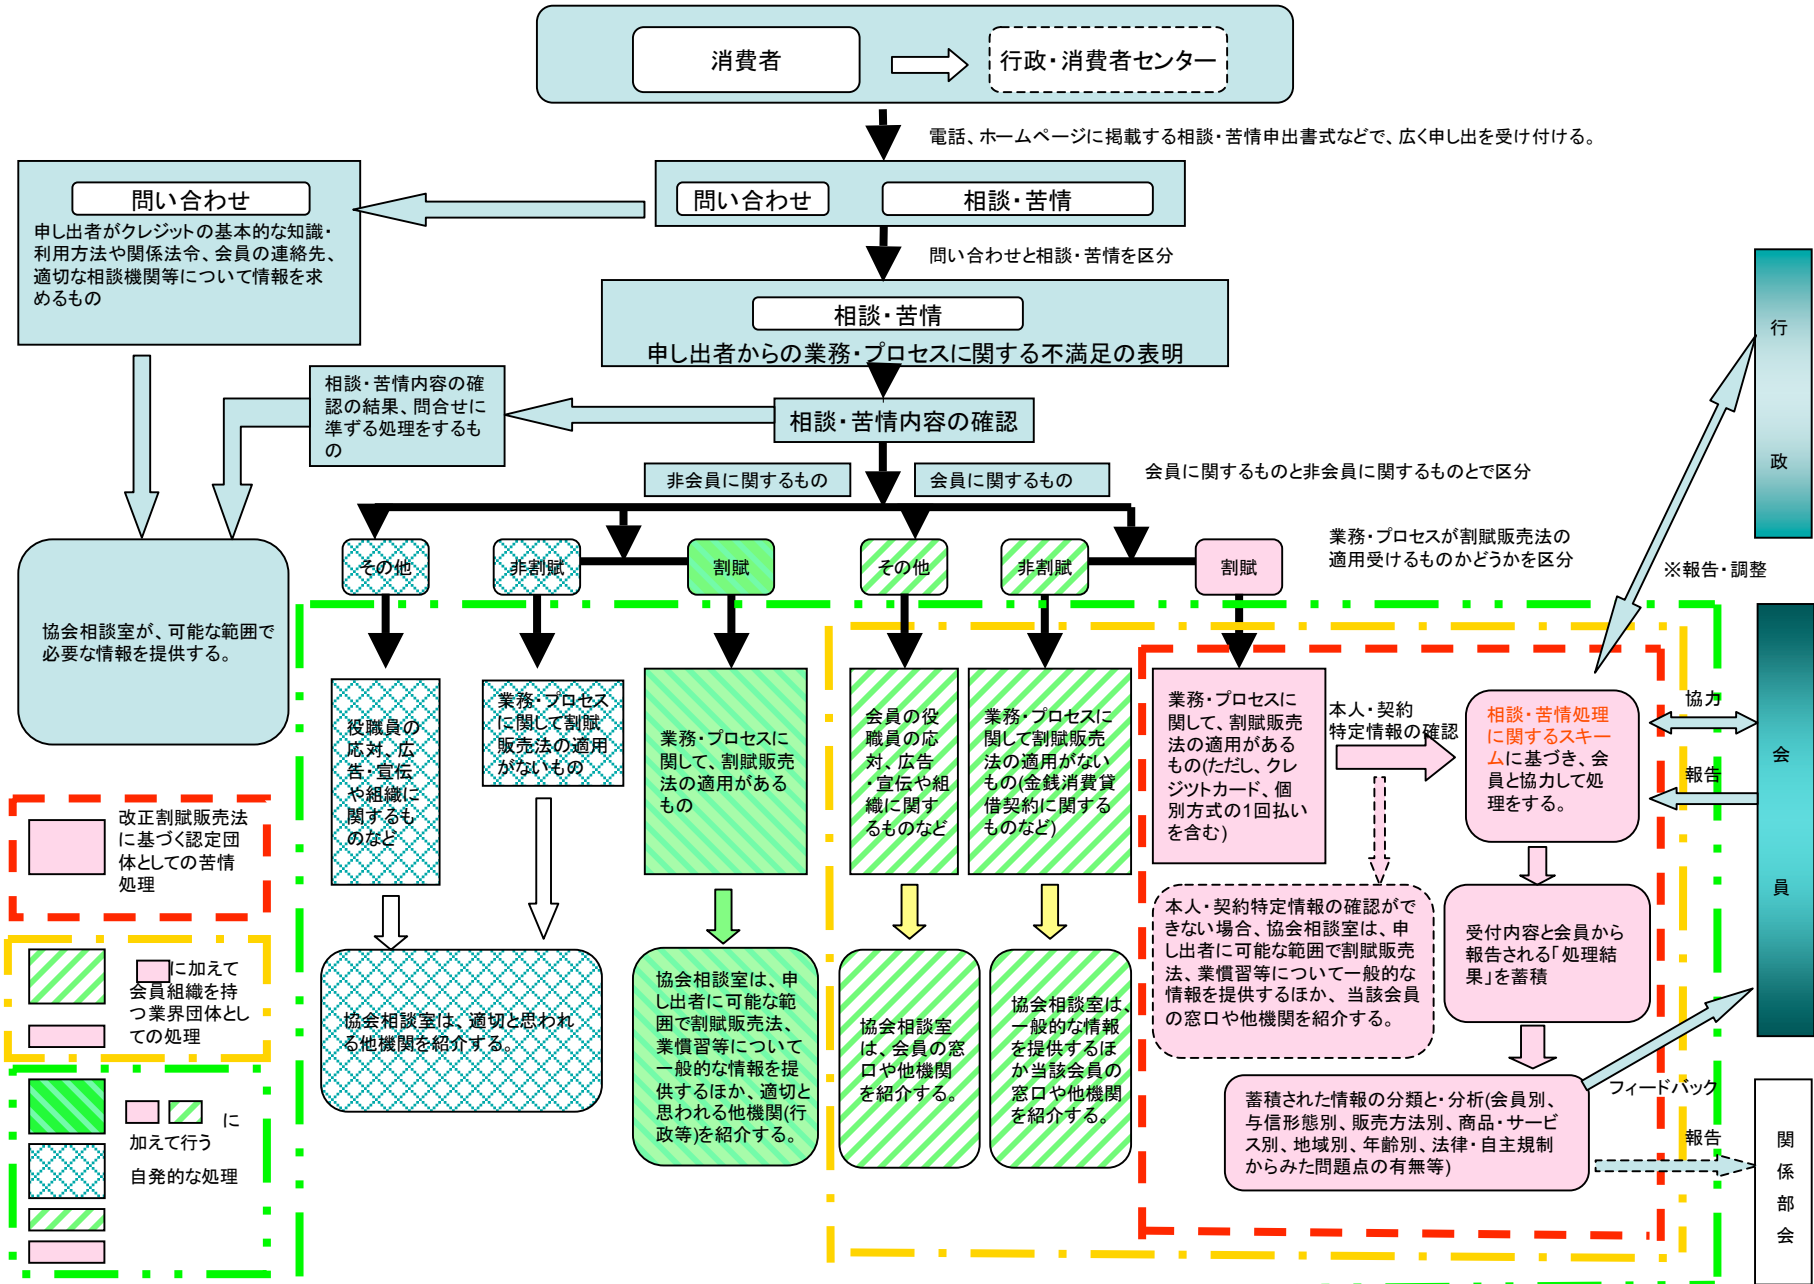 消費者
行政・消費者センター
電話、ホームページに掲載する相談・苦情申出書式などで、広く申し出を受け付ける。
問い合わせ
相談・苦情
問い合わせ
申し出者がクレジットの基本的な知識・
利用方法や関係法令、会員の連絡先、
適切な相談機関等について情報を求
めるもの
問い合わせと相談・苦情を区分
相談・苦情
申し出者からの業務・プロセスに関する不満足の表明
相談・苦情内容の確
認の結果、問合せに
準ずる処理をするも
の
相談・苦情内容の確認
非会員に関するもの
会員に関するもの
会員に関するものと非会員に関するものとで区分
業務・プロセスが割賦販売法の
適用受けるものかどうかを区分
その他
非割賦
割賦
その他
非割賦
割賦
※報告・調整
行
政
協会相談室が、可能な範囲で
必要な情報を提供する。
役職員の
応対、広
告・宣伝
や組織に
関するも
のなど
業務・プロセス
に関して割賦
販売法の適用
がないもの
業務・プロセスに
関して、割賦販売
法の適用がある
もの
会員の役
職員の応
対、広告
・宣伝や組
織に関す
るものなど
業務・プロセスに
関して割賦販売
法の適用がない
もの(金銭消費貸
借契約に関する
ものなど)
業務・プロセスに
関して、割賦販売
法の適用がある
もの(ただし、クレ
ジツトカード、個
別方式の1回払い
を含む)
本人・契約
特定情報の確認
相談・苦情処理
に関するスキー
ムに基づき、会
員と協力して処
理をする。
協力
報告
会
員
改正割賦販売法
に基づく認定団
体としての苦情
処理
に加えて
会員組織を持
つ業界団体とし
ての処理
に
加えて行う
自発的な処理
協会相談室は、適切と思われ
る他機関を紹介する。
協会相談室は、申
し出者に可能な範
囲で割賦販売法、
業慣習等について
一般的な情報を提
供するほか、適切と
思われる他機関(行
政等)を紹介する。
協会相談室
は、会員の窓
口や他機関
を紹介する。
協会相談室は、
一般的な情報
を提供するほ
か当該会員の
窓口や他機関
を紹介する。
本人・契約特定情報の確認がで
きない場合、協会相談室は、申
し出者に可能な範囲で割賦販売
法、業慣習等について一般的な
情報を提供するほか、当該会員
の窓口や他機関を紹介する。
受付内容と会員から
報告される「処理結
果」を蓄積
蓄積された情報の分類と・分析(会員別、
与信形態別、販売方法別、商品・サービ
ス別、地域別、年齢別、法律・自主規制
からみた問題点の有無等)
フィードバック
報告
関
係
部
会